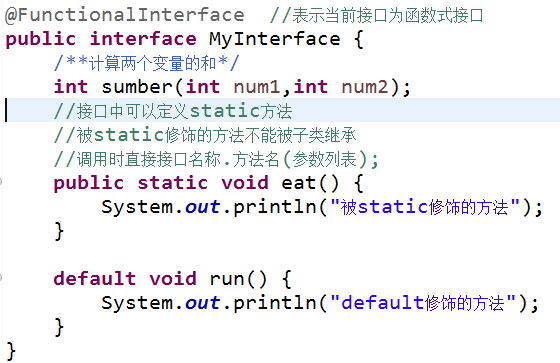 @FunctionalInterface  //表示当前接口为函数式接口
public interface MyInterface {
    /**计算两个变量的和*/
    int sumber(int num1,int num2);
    //接口中可以定义static方法
    //被static修饰的方法不能被子类继承
    //调用时直接接口名称.方法名(参数列表);
    public static void eat() {
        System.out.println("被static修饰的方法");
    }

    default void run() {
        System.out.println("default修饰的方法");
    }
}